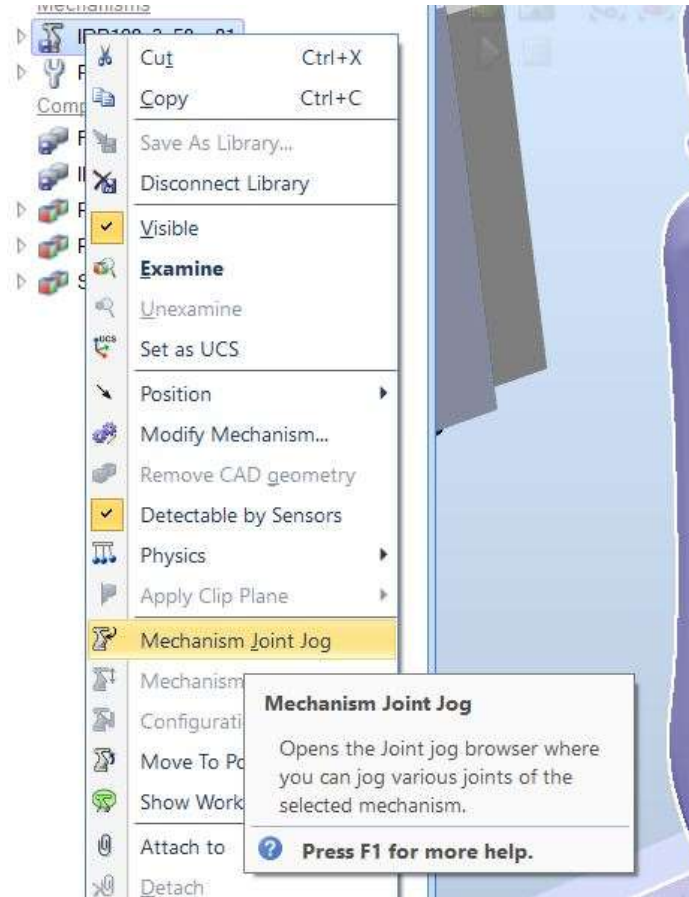 Mechanisms
Comp
Cut Ctrl+X
Copy Ctrl+C
Save As Library...
Disconnect Library
Visible
Examine
Unexamine
Set as UCS
Position
Modify Mechanism...
Remove CAD geometry
Detectable by Sensors
Physics
Apply Clip Plane
Mechanism Joint Jog
Mechanism
Configurati
Move To Po
Show Work
Attach to
Detach
Mechanism Joint Jog
Opens the Joint jog browser where
you can jog various joints of the
selected mechanism.
Press F1 for more help.